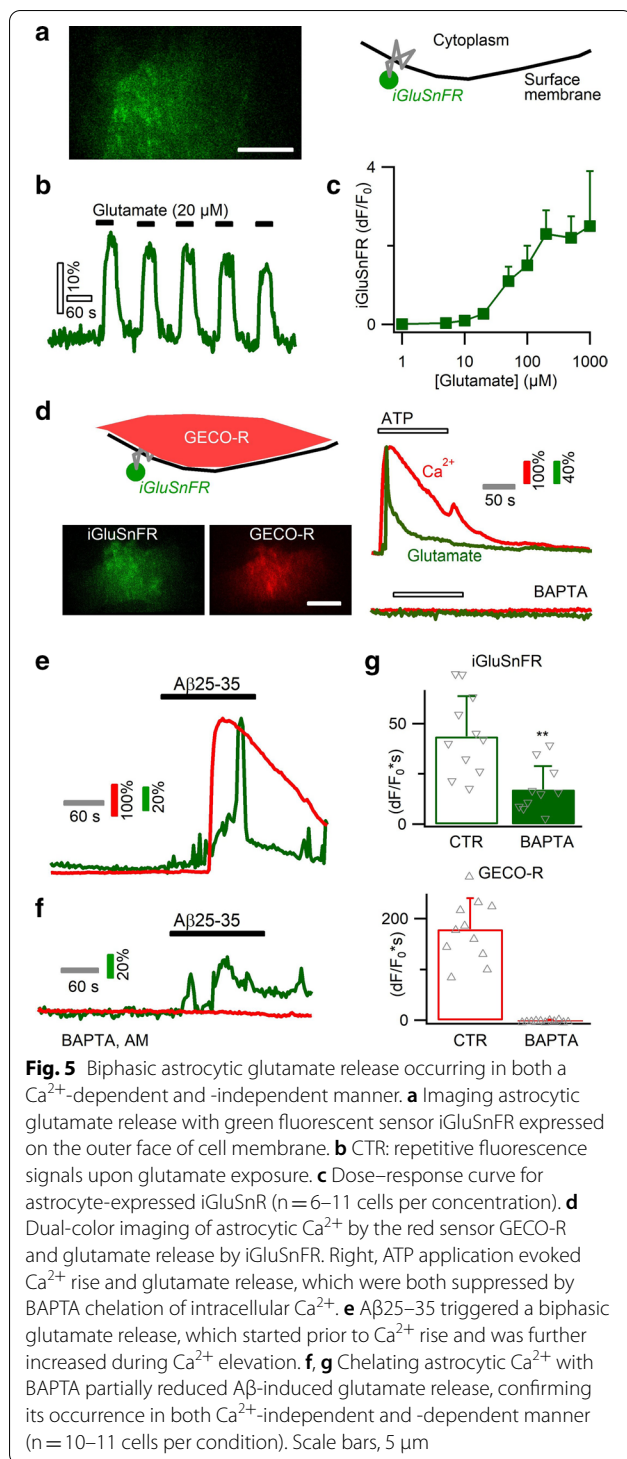 a
Cytoplasm
iGluSnFR
Surface
membrane
b
Glutamate (20 µM)
10%
60 s
c
iGluSnFR (dF/F0)
4
0
1 10 100 1000
[Glutamate] (µM)
d
GECO-R
iGluSnFR
iGluSnFR GECO-R
ATP
Ca2+
Glutamate
50 s
100%
40%
BAPTA
e
Aβ25-35
60 s
100%
20%
f
Aβ25-35
60 s
20%
BAPTA, AM
g
iGluSnFR
(dF/F0*s)
50
0
**
CTR BAPTA
GECO-R
(dF/F0*s)
200
0
CTR BAPTA
Fig. 5 Biphasic astrocytic glutamate release occurring in both a
Ca2+-dependent and -independent manner. a Imaging astrocytic
glutamate release with green fluorescent sensor iGluSnFR expressed
on the outer face of cell membrane. b CTR: repetitive fluorescence
signals upon glutamate exposure. c Dose–response curve for
astrocyte-expressed iGluSnR (n = 6–11 cells per concentration). d
Dual-color imaging of astrocytic Ca2+ by the red sensor GECO-R
and glutamate release by iGluSnFR. Right, ATP application evoked
Ca2+ rise and glutamate release, which were both suppressed by
BAPTA chelation of intracellular Ca2+. e Aβ25–35 triggered a biphasic
glutamate release, which started prior to Ca2+ rise and was further
increased during Ca2+ elevation. f, g Chelating astrocytic Ca2+ with
BAPTA partially reduced Aβ-induced glutamate release, confirming
its occurrence in both Ca2+-independent and -dependent manner
(n = 10–11 cells per condition). Scale bars, 5 µm